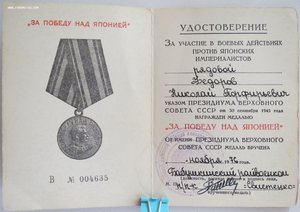 "ЗА ПОБЕДУ НАД ЯПОНИЕЙ"
В № 004635
УДОСТОВЕРЕНИЕ
ЗА УЧАСТИЕ В БОЕВЫХ ДЕЙСТВИЯХ
ПРОТИВ ЯПОНСКИХ
ИМПЕРИАЛИСТОВ
рядовой
Федоров
Николай
УКАЗОМ ПРЕЗИДИУМА ВЕРХОВНОГО
СОВЕТА СССР от 30 сентября 1945 года
НАГРАЖДЕН МЕДАЛЬЮ
"ЗА ПОБЕДУ НАД ЯПОНИЕЙ"
ОТ ИМЕНИ ПРЕЗИДИУМА ВЕРХОВНОГО
СОВЕТА СССР МЕДАЛЬ ВРУЧЕНА
ноября 46 года